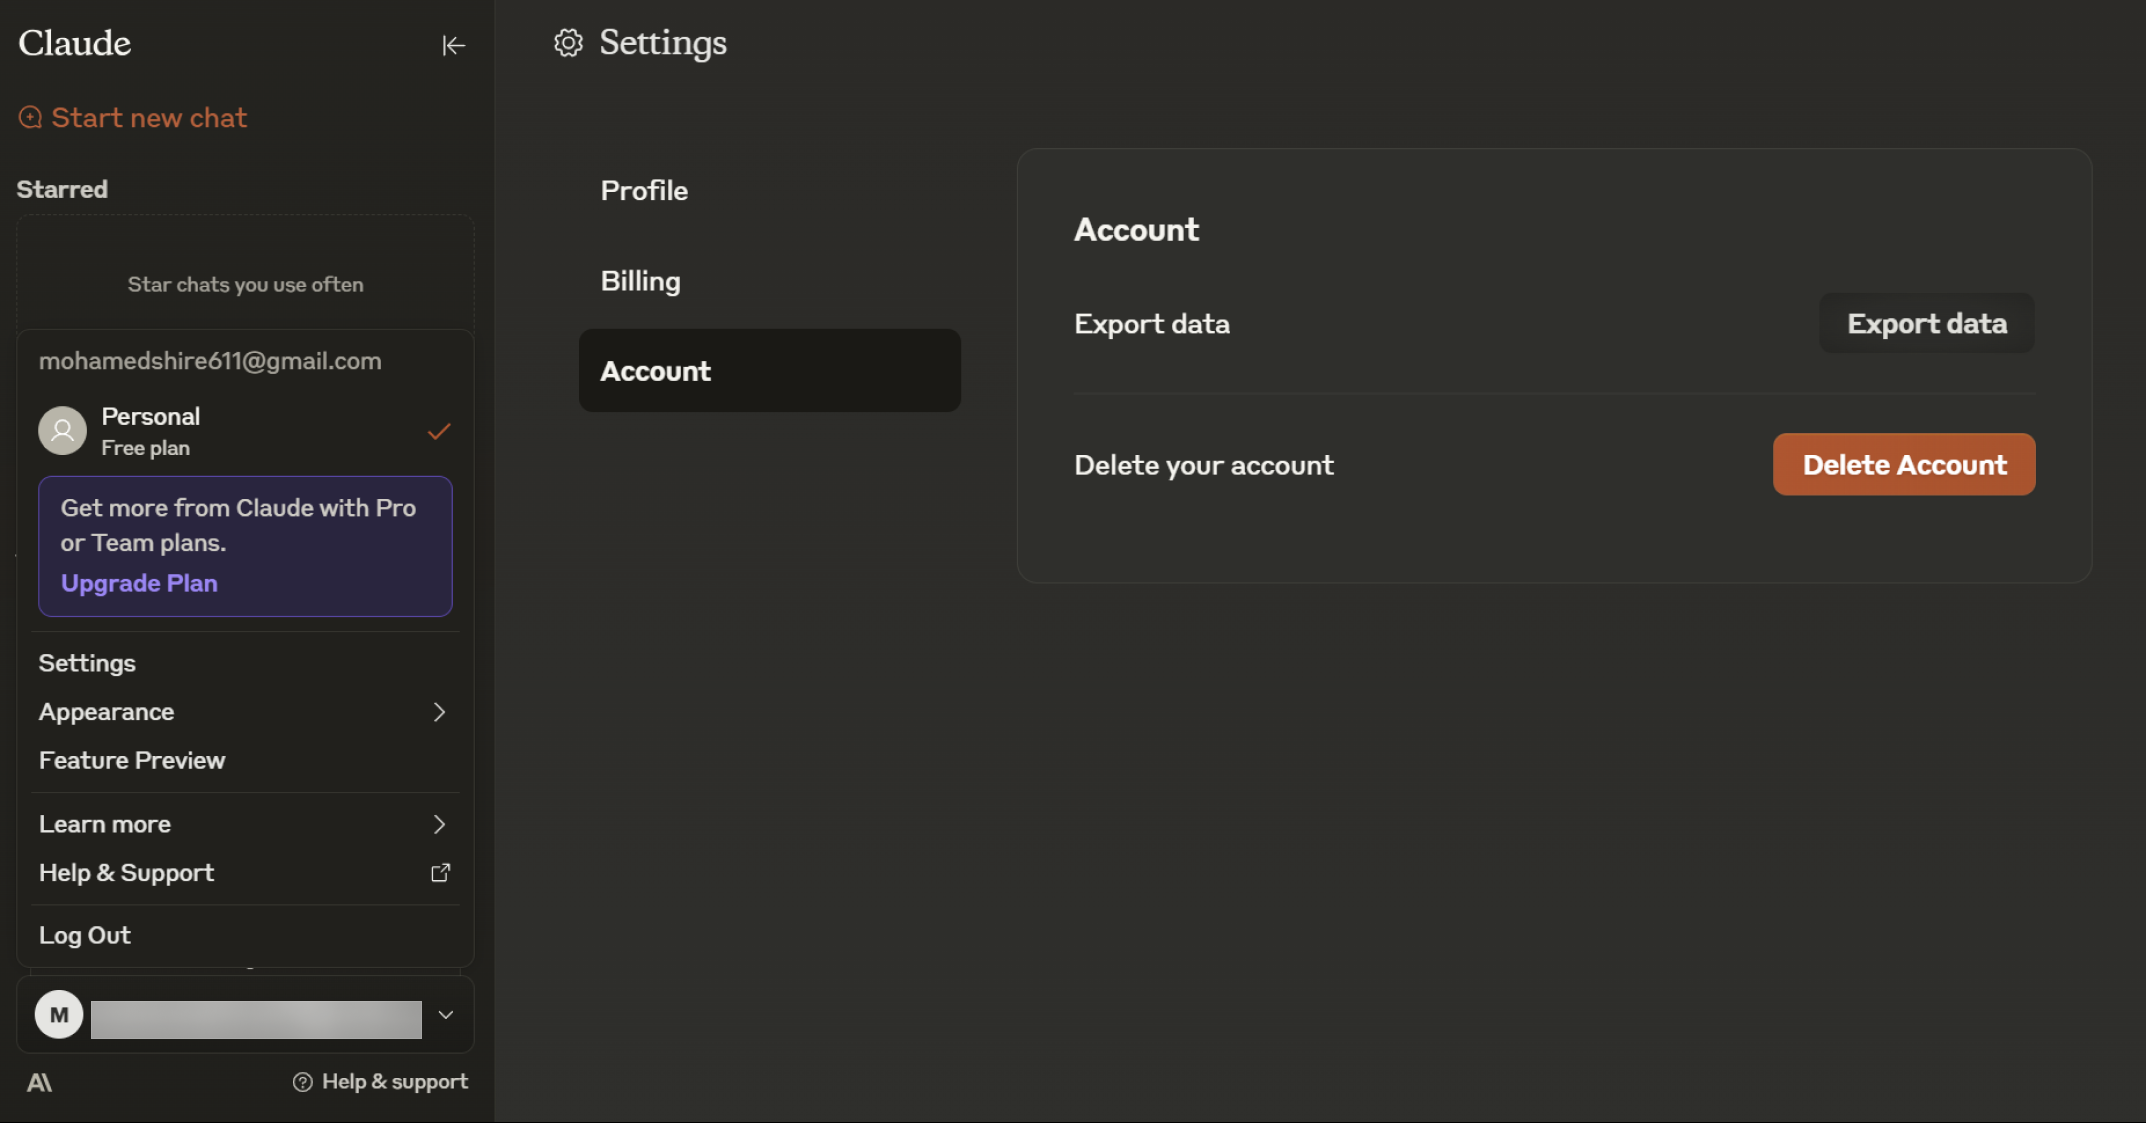 Claude
Start new chat
Starred
Star chats you use often
mohamedshire611@gmail.com
Personal
Free plan
Get more from Claude with Pro
or Team plans.
Upgrade Plan
Settings
Appearance
Feature Preview
Learn more
Help & Support
Log Out
M
A\
Help & support
Settings
Profile
Billing
Account
Account
Export data
Export data
Delete your account
Delete Account